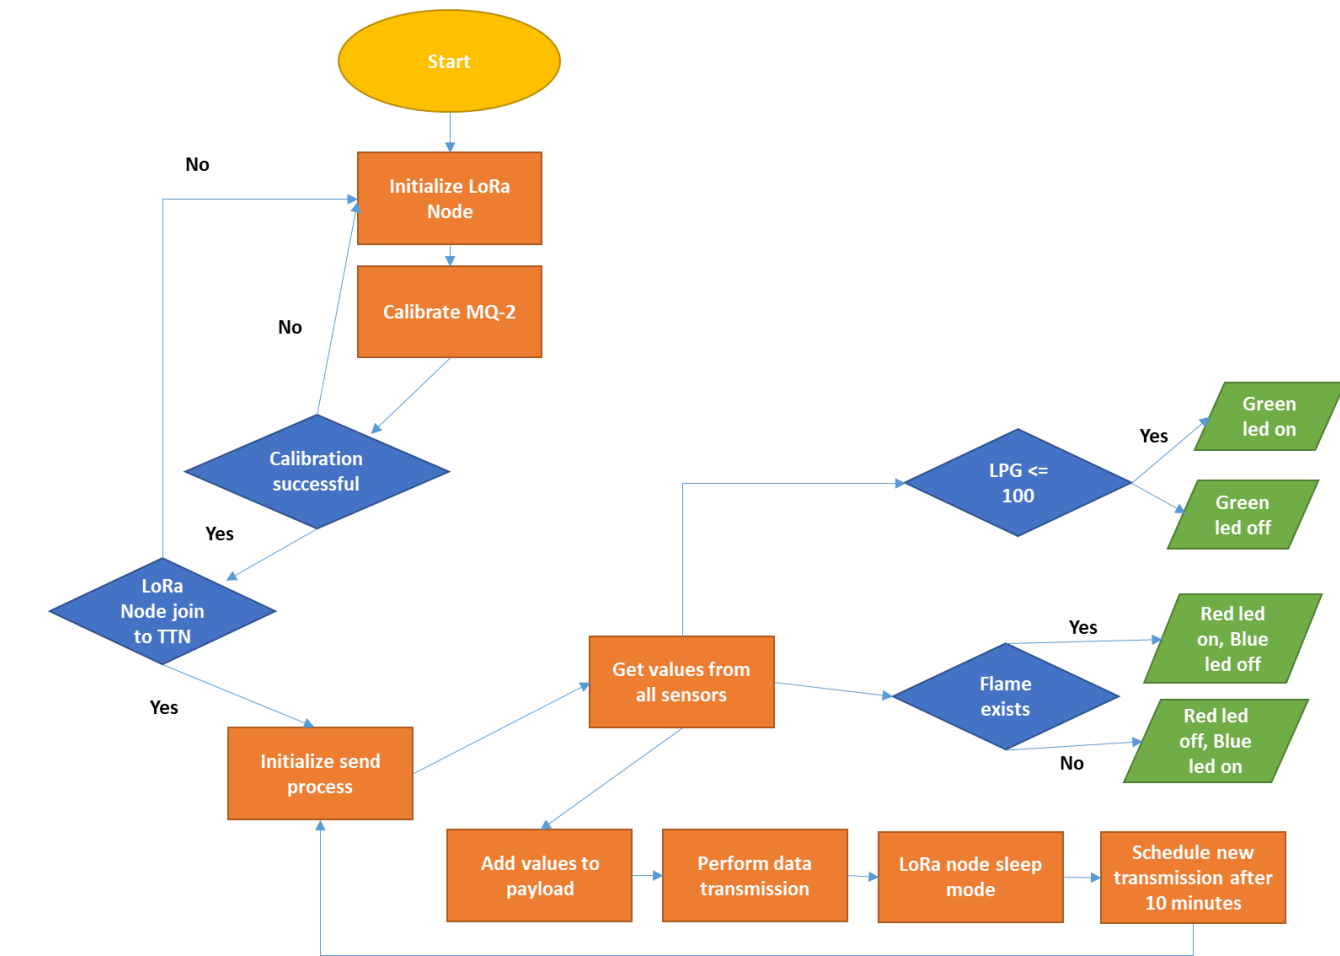 Start
No
Initialize LoRa
Node
Calibrate MQ-2
No
Calibration
successful
Yes
LoRa
Node join
to TTN
Yes
Initialize send
process
Get values from
all sensors
LPG <=
100
Yes
Green
led on
Green
led off
Flame
exists
Yes
Red led
on, Blue
led off
No
Red led
off, Blue
led on
Add values to
payload
Perform data
transmission
LoRa node sleep
mode
Schedule new
transmission after
10 minutes